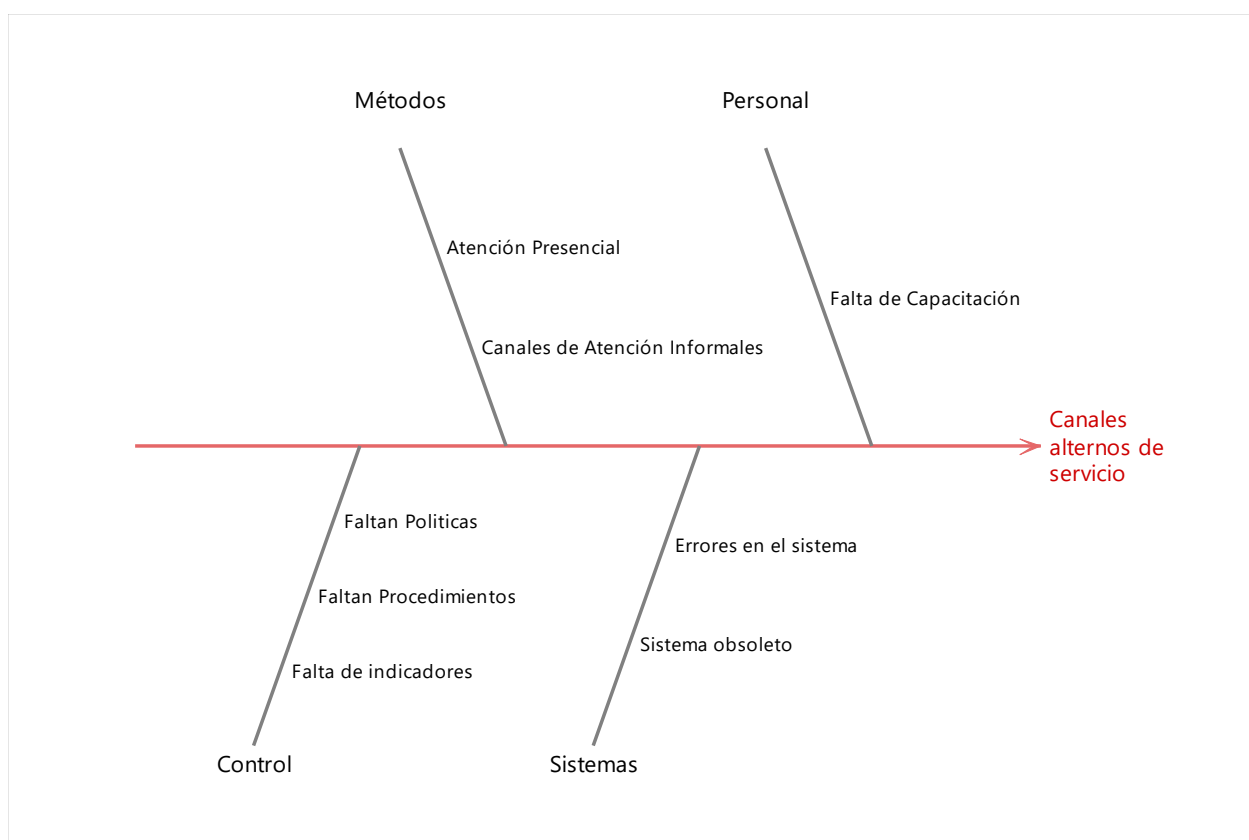 Métodos
Personal
Atención Presencial
Falta de Capacitación
Canales de Atención Informales
Canales
alternos de
servicio
Faltan Politicas
Errores en el sistema
Faltan Procedimientos
Sistema obsoleto
Falta de indicadores
Control
Sistemas